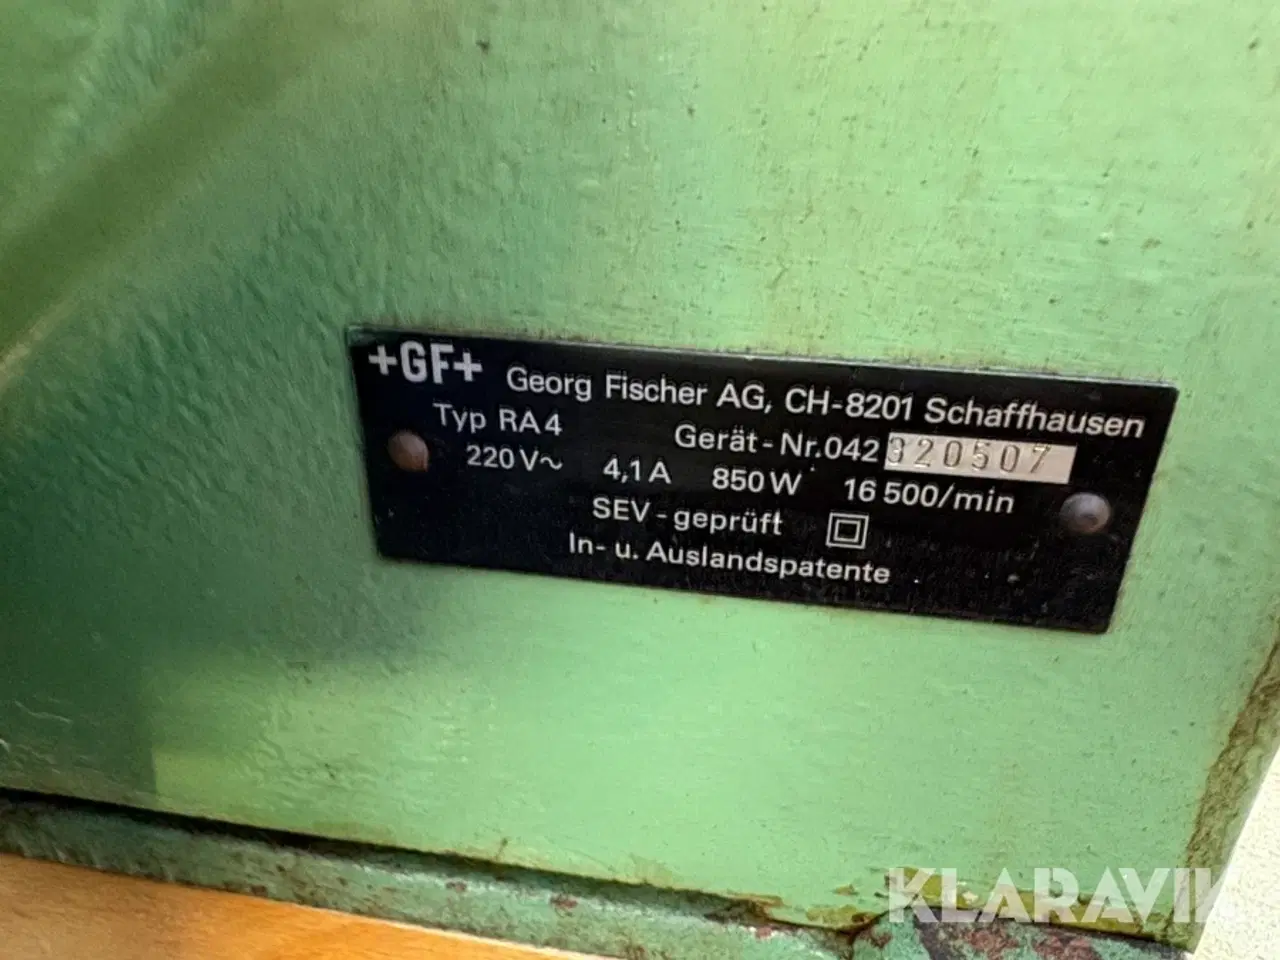 +GF+ Georg Fischer AG, CH-8201 Schaffhausen
Typ RA4 Gerät-Nr.042 320507
220V~ 4,1A 850W 16 500/min
SEV-geprüft
In- u. Auslandspatente
KLARAVIK